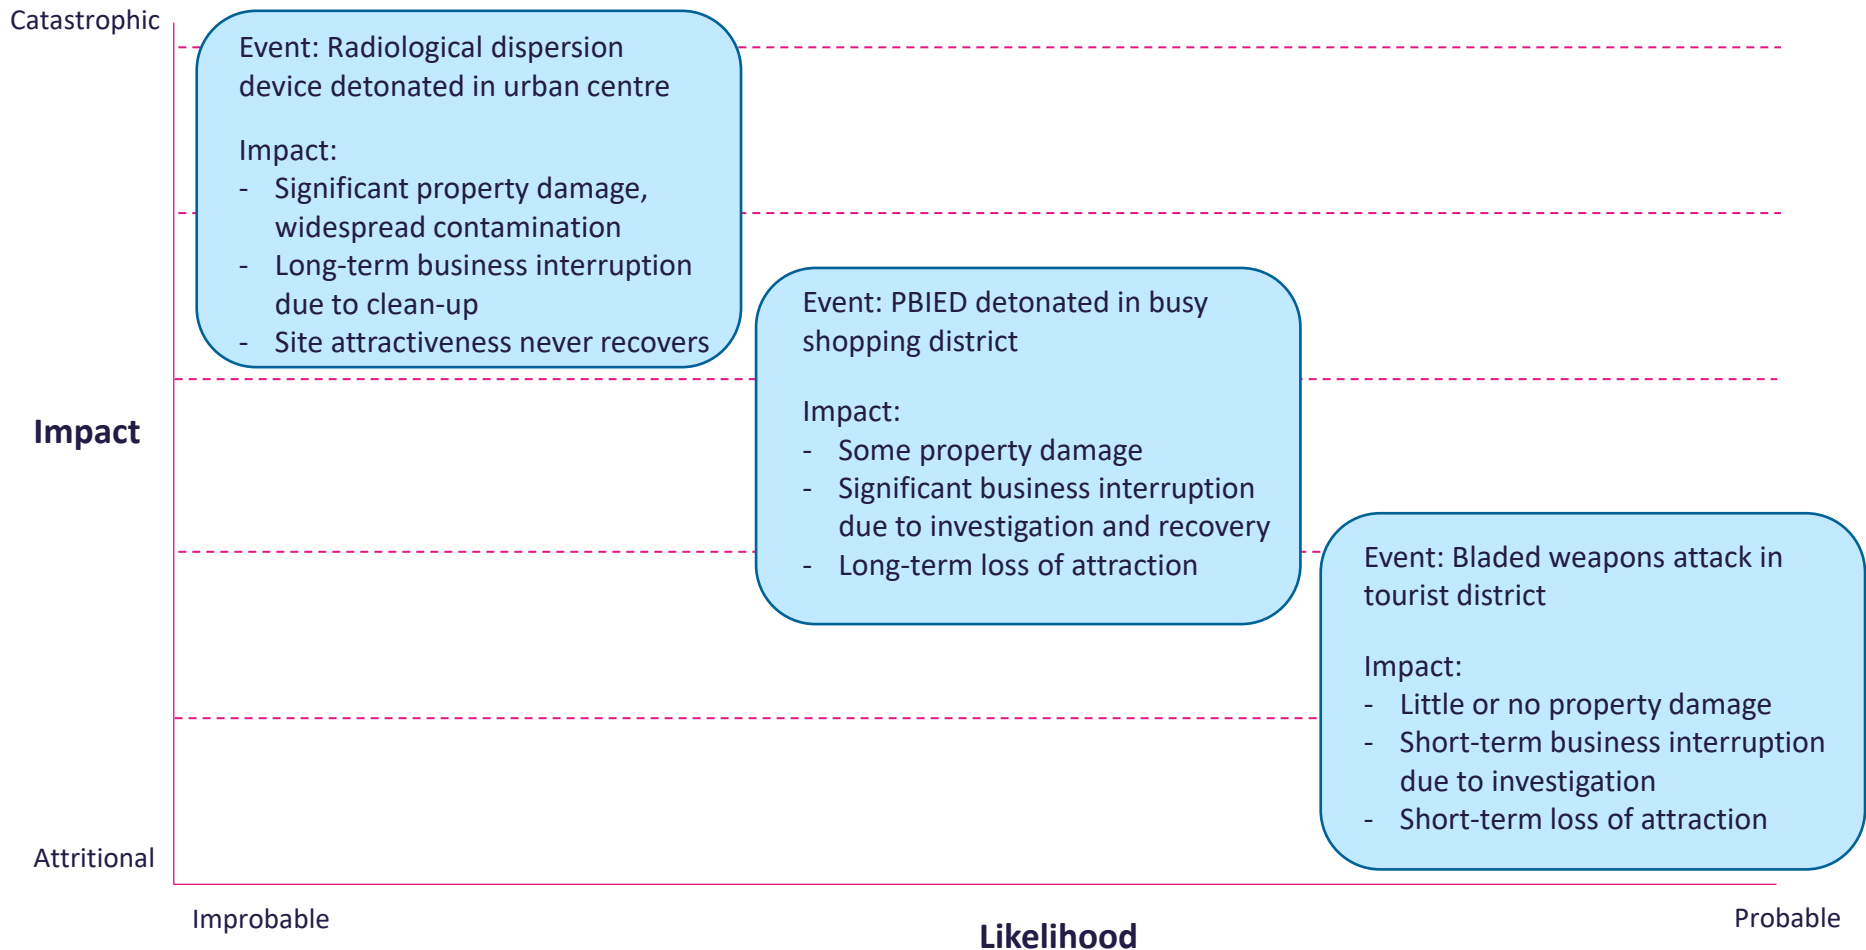 Catastrophic
Event: Radiological dispersion
device detonated in urban centre
Impact:
- Significant property damage,
widespread contamination
- Long-term business interruption
due to clean-up
- Site attractiveness never recovers
Event: PBIED detonated in busy
shopping district
Impact:
- Some property damage
- Significant business interruption
due to investigation and recovery
- Long-term loss of attraction
Event: Bladed weapons attack in
tourist district
Impact:
- Little or no property damage
- Short-term business interruption
due to investigation
- Short-term loss of attraction
Impact
Attritional
Improbable
Likelihood
Probable